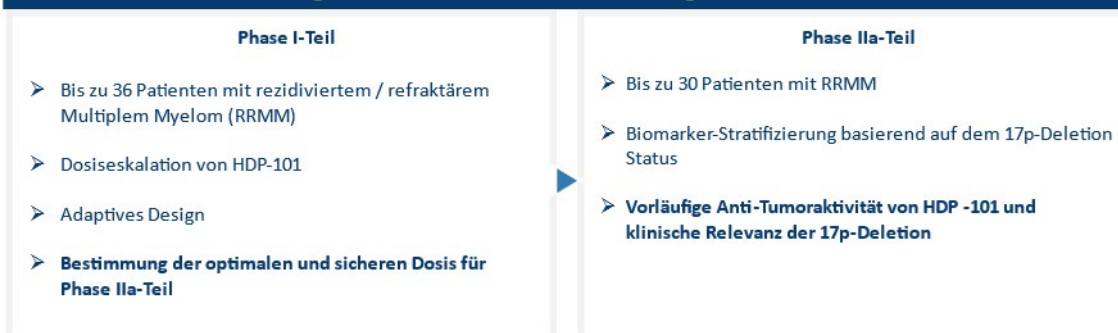 Phase I-Teil
➢ Bis zu 36 Patienten mit rezidiviertem / refraktärem
Multiplem Myelom (RRMM)
➢ Dosiseskalation von HDP-101
➢ Adaptives Design
➢ Bestimmung der optimalen und sicheren Dosis für
Phase IIa-Teil
Phase IIa-Teil
➢ Bis zu 30 Patienten mit RRMM
➢ Biomarker-Stratifizierung basierend auf dem 17p-Deletion
Status
➢ Vorläufige Anti-Tumoraktivität von HDP -101 und
klinische Relevanz der 17p-Deletion